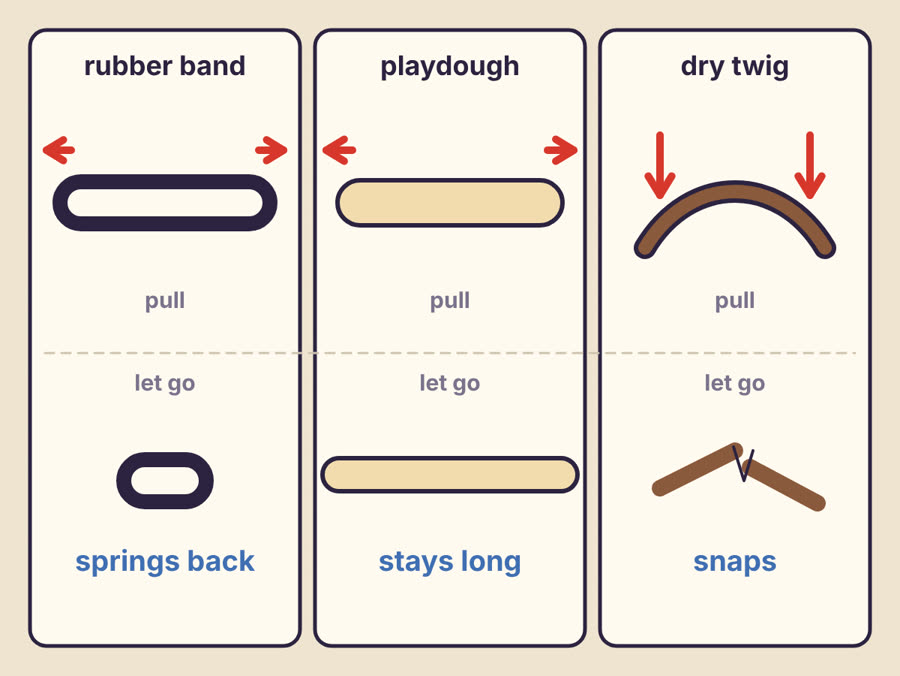 rubber band
pull
let go
springs back
playdough
pull
let go
stays long
dry twig
pull
let go
snaps